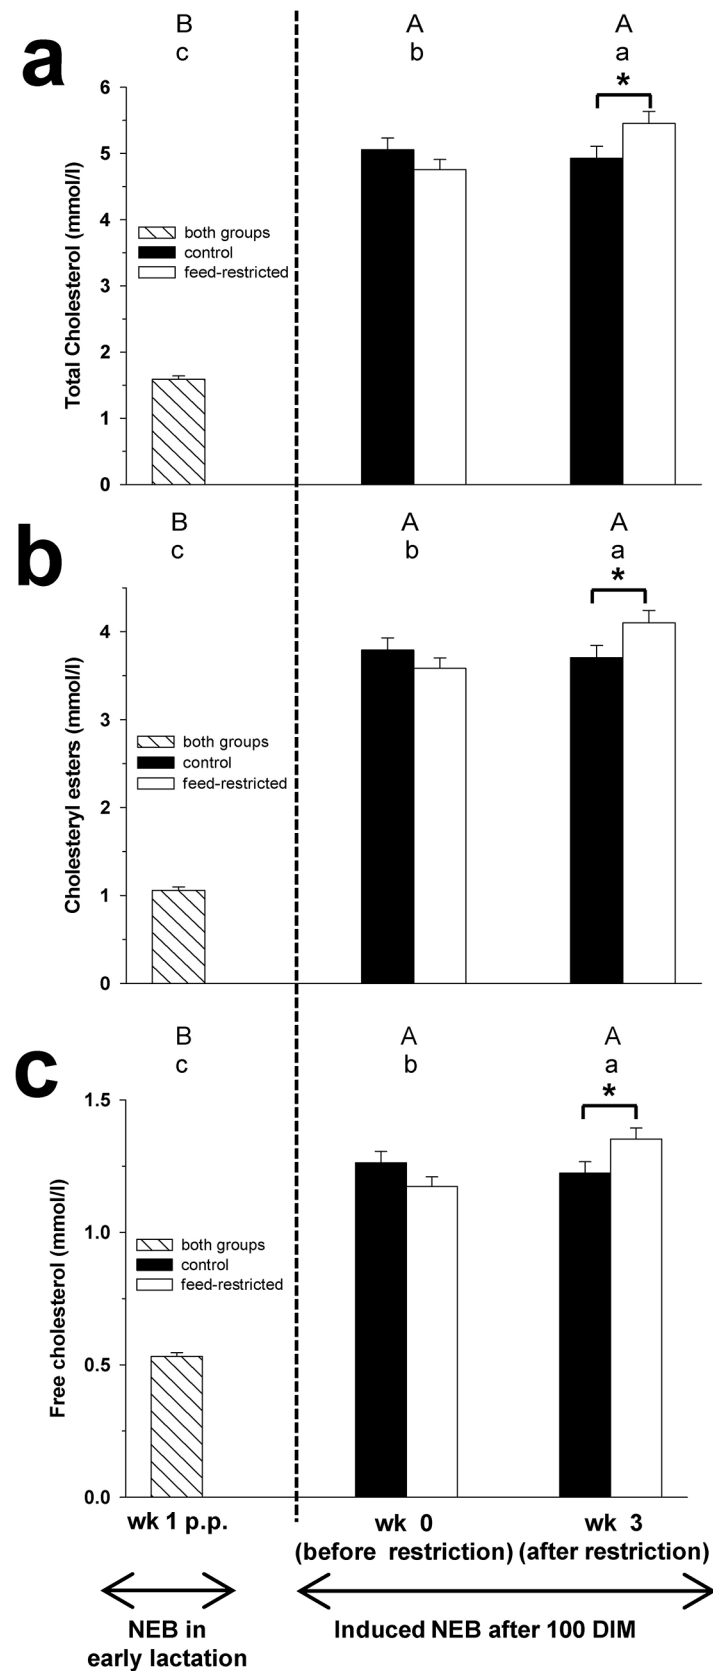 a
B A A
c b a
*
6
5
4
3
2
1
0
Total Cholesterol (mmol/l)
both groups
control
feed-restricted
b
B A A
c b a
*
4
3
2
1
0
Cholesteryl esters (mmol/l)
both groups
control
feed-restricted
c
B A A
c b a
*
1.5
1.0
0.5
0.0
Free cholesterol (mmol/l)
both groups
control
feed-restricted
wk 1 p.p. wk 0 wk 3
(before restriction) (after restriction)
NEB in Induced NEB after 100 DIM
early lactation